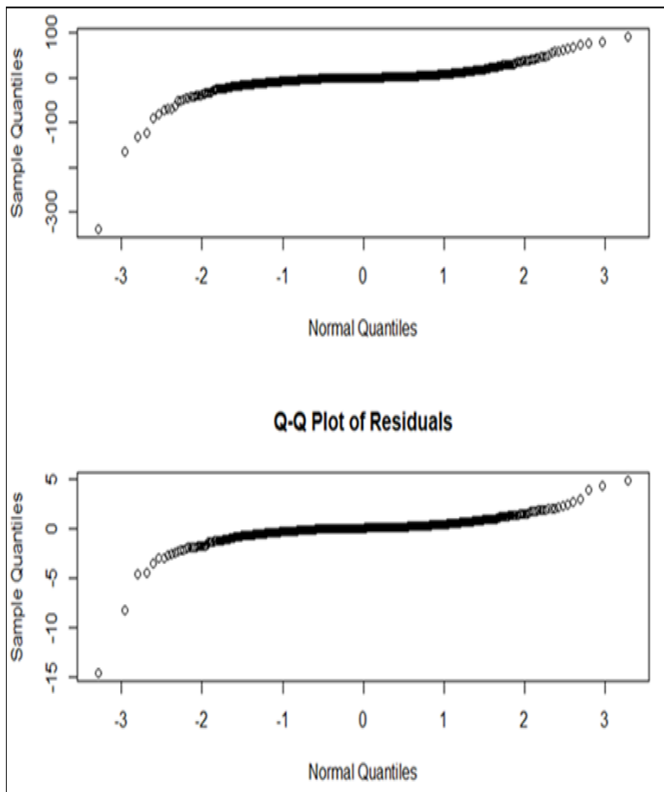 100
0
-100
-300
Sample Quantiles
-3 -2 -1 0 1 2 3
Normal Quantiles
Q-Q Plot of Residuals
5
0
-5
-10
-15
Sample Quantiles
-3 -2 -1 0 1 2 3
Normal Quantiles